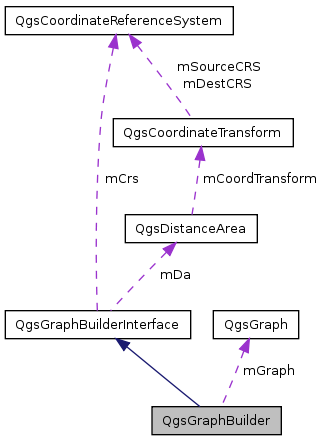 QgsCoordinateReferenceSystem
mSourceCRS
mDestCRS
QgsCoordinateTransform
mCrs
mCoordTransform
QgsDistanceArea
mDa
QgsGraphBuilderInterface
QgsGraph
mGraph
QgsGraphBuilder